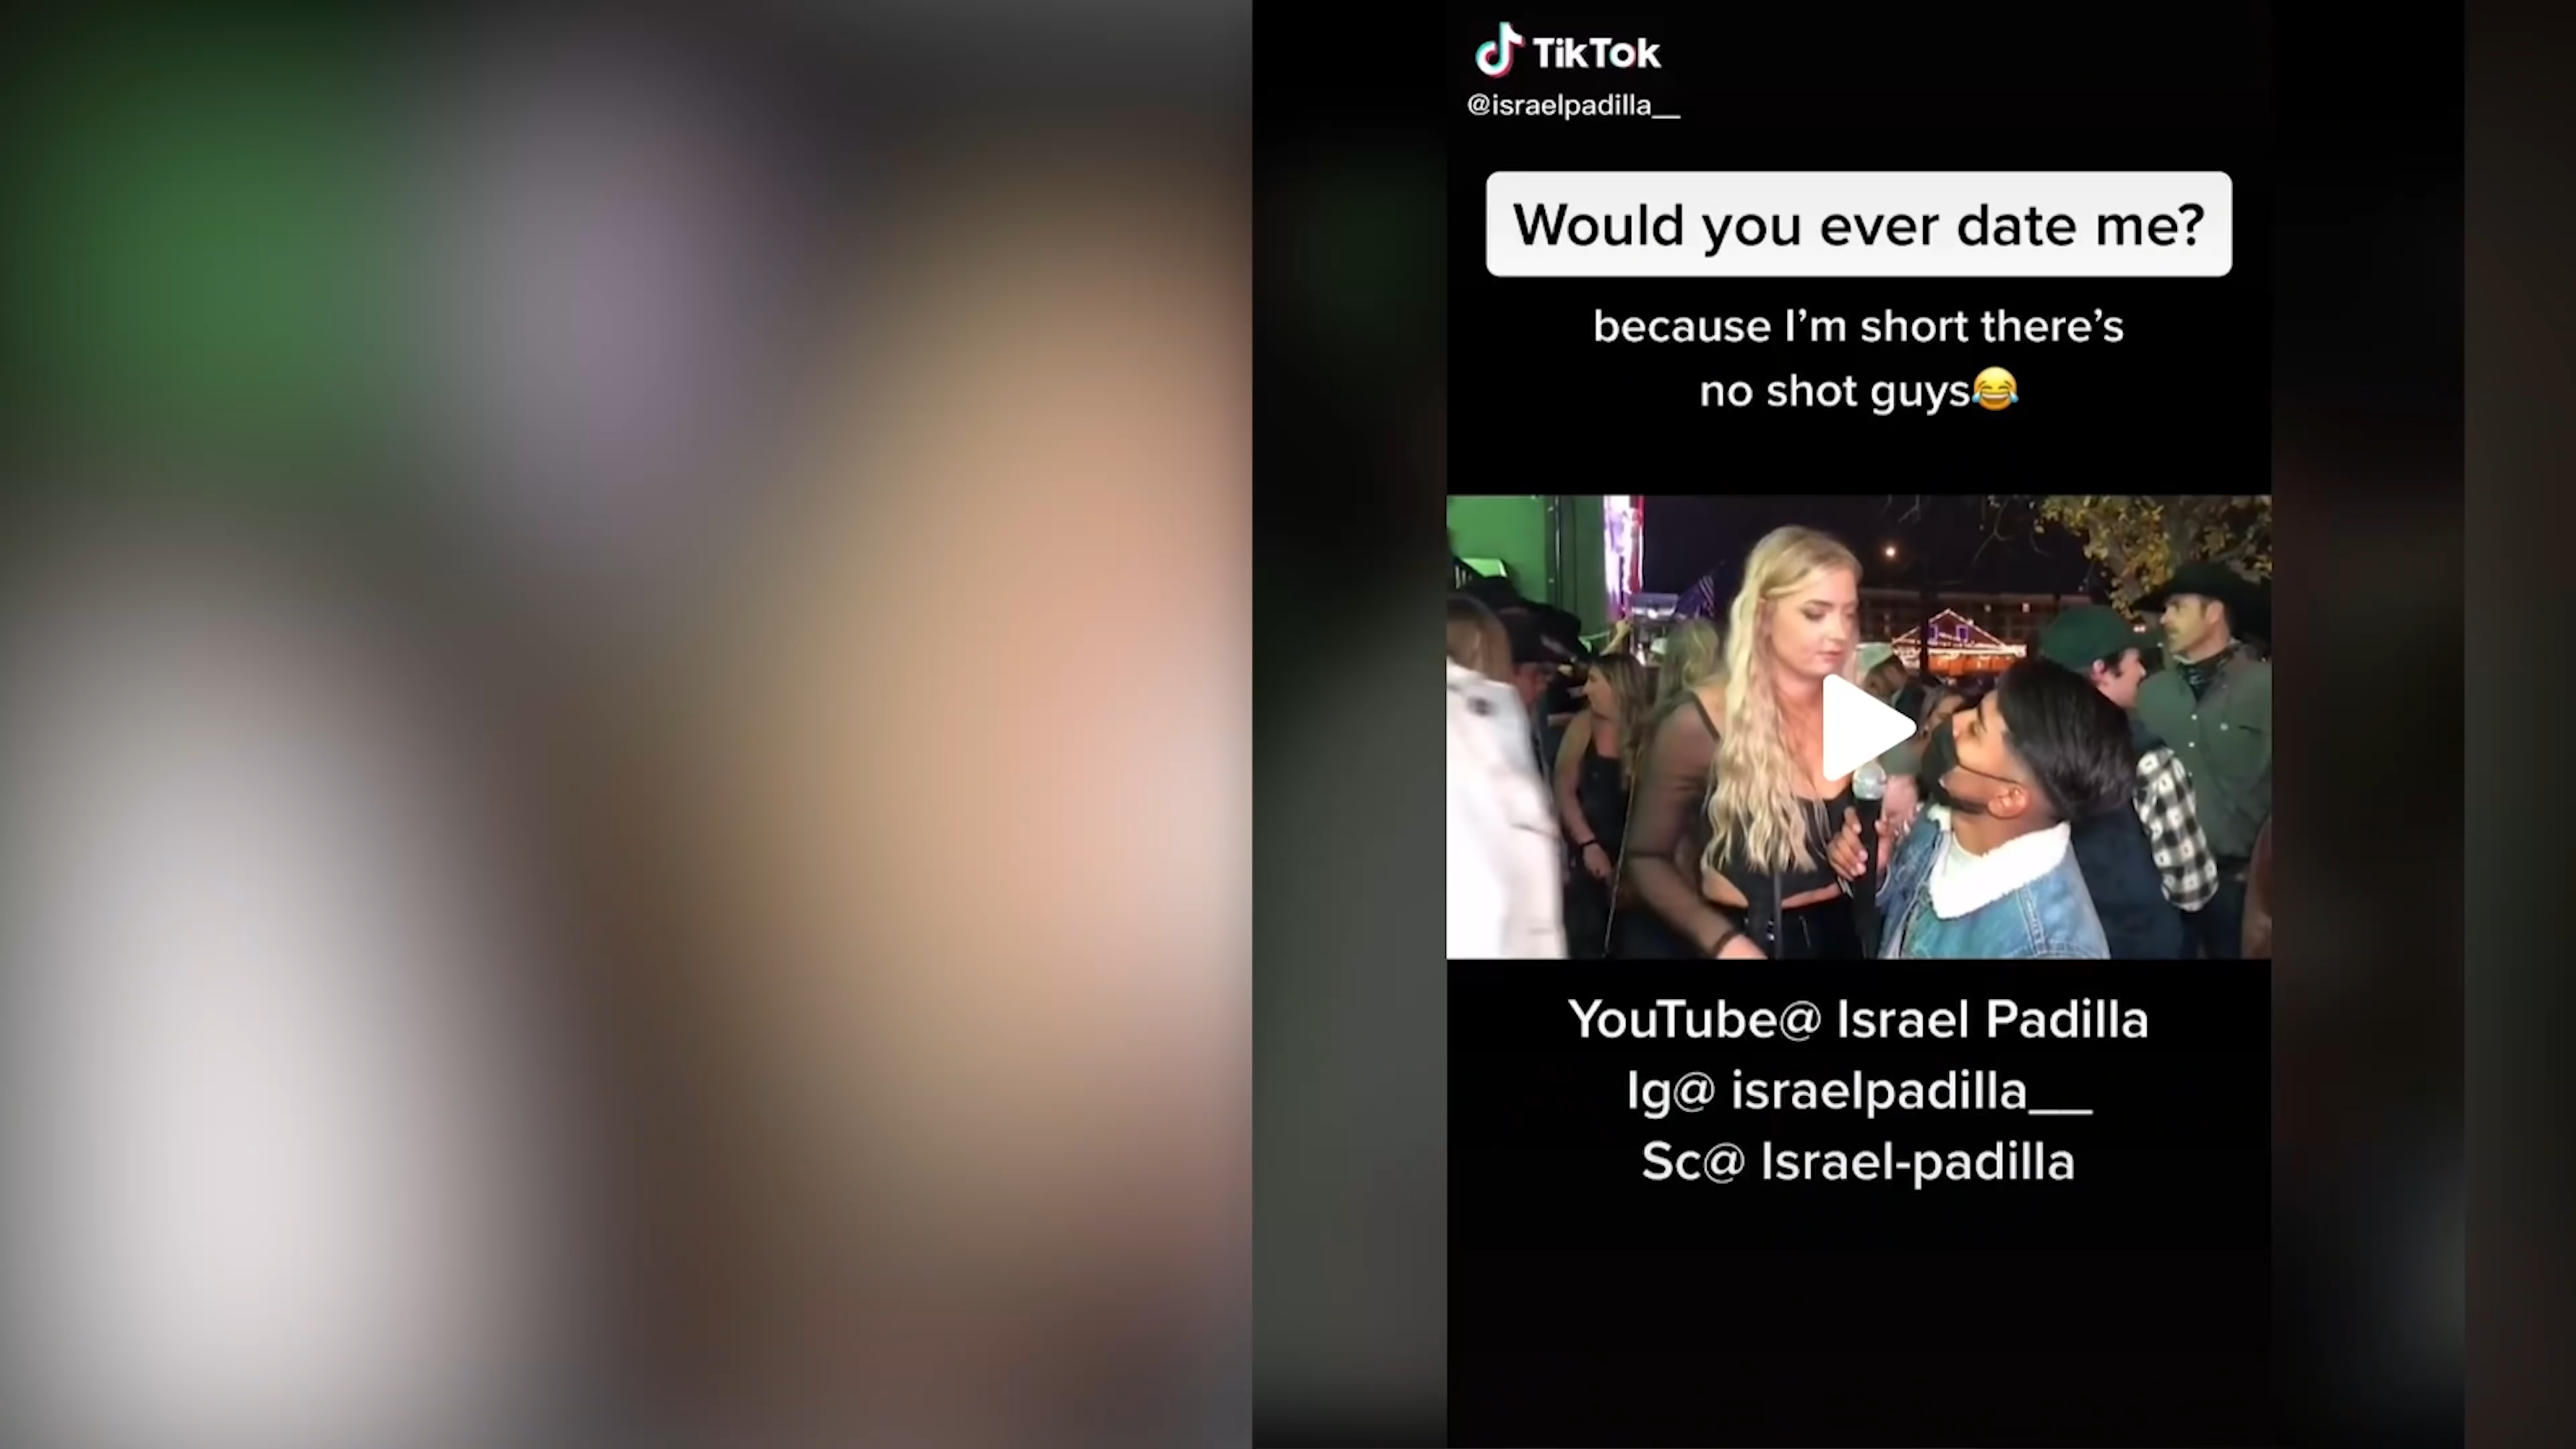 TikTok
@israelpadilla__
Would you ever date me?
because I’m short there’s
no shot guys😂
YouTube@ Israel Padilla
Ig@ israelpadilla__
Sc@ Israel-padilla